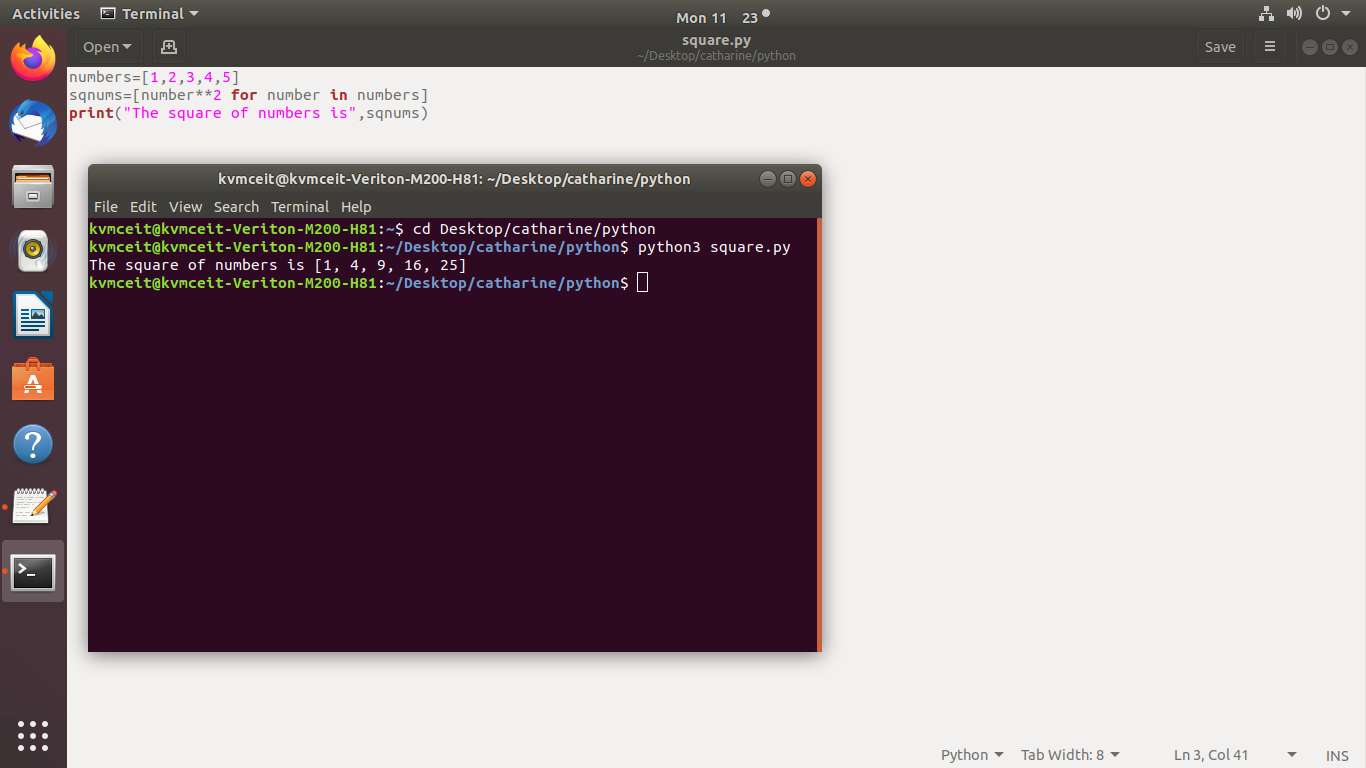 Activities Terminal Mon 11 23
Open square.py Save
~/Desktop/catharine/python
numbers=[1,2,3,4,5]
sqnums=[number**2 for number in numbers]
print("The square of numbers is",sqnums)
kvmceit@kvmceit-Veriton-M200-H81: ~/Desktop/catharine/python
File Edit View Search Terminal Help
kvmceit@kvmceit-Veriton-M200-H81:~$ cd Desktop/catharine/python
kvmceit@kvmceit-Veriton-M200-H81:~/Desktop/catharine/python$ python3 square.py
The square of numbers is [1, 4, 9, 16, 25]
kvmceit@kvmceit-Veriton-M200-H81:~/Desktop/catharine/python$
Python Tab Width: 8 Ln 3, Col 41 INS